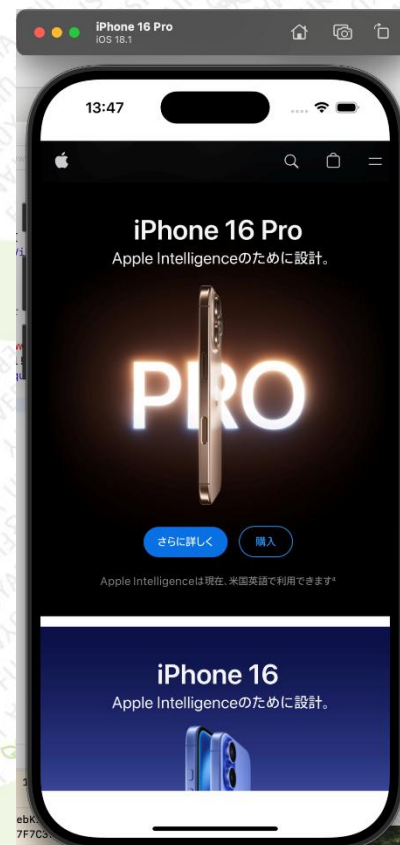 iPhone 16 Pro
iOS 18.1
13:47
iPhone 16 Pro
Apple Intelligenceのために設計。
PRO
さらに詳しく
購入
Apple Intelligenceは現在、米国英語で利用できます⁴
iPhone 16
Apple Intelligenceのために設計。
ebK
7F7C3